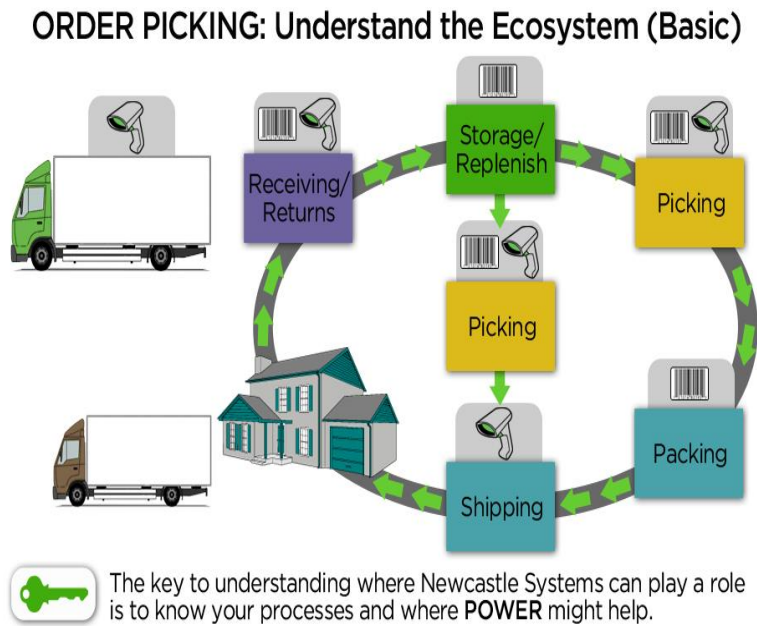 ORDER PICKING: Understand the Ecosystem (Basic)
Storage/
Replenish
Receiving/
Returns
Picking
Picking
Packing
Shipping
The key to understanding where Newcastle Systems can play a role
is to know your processes and where POWER might help.